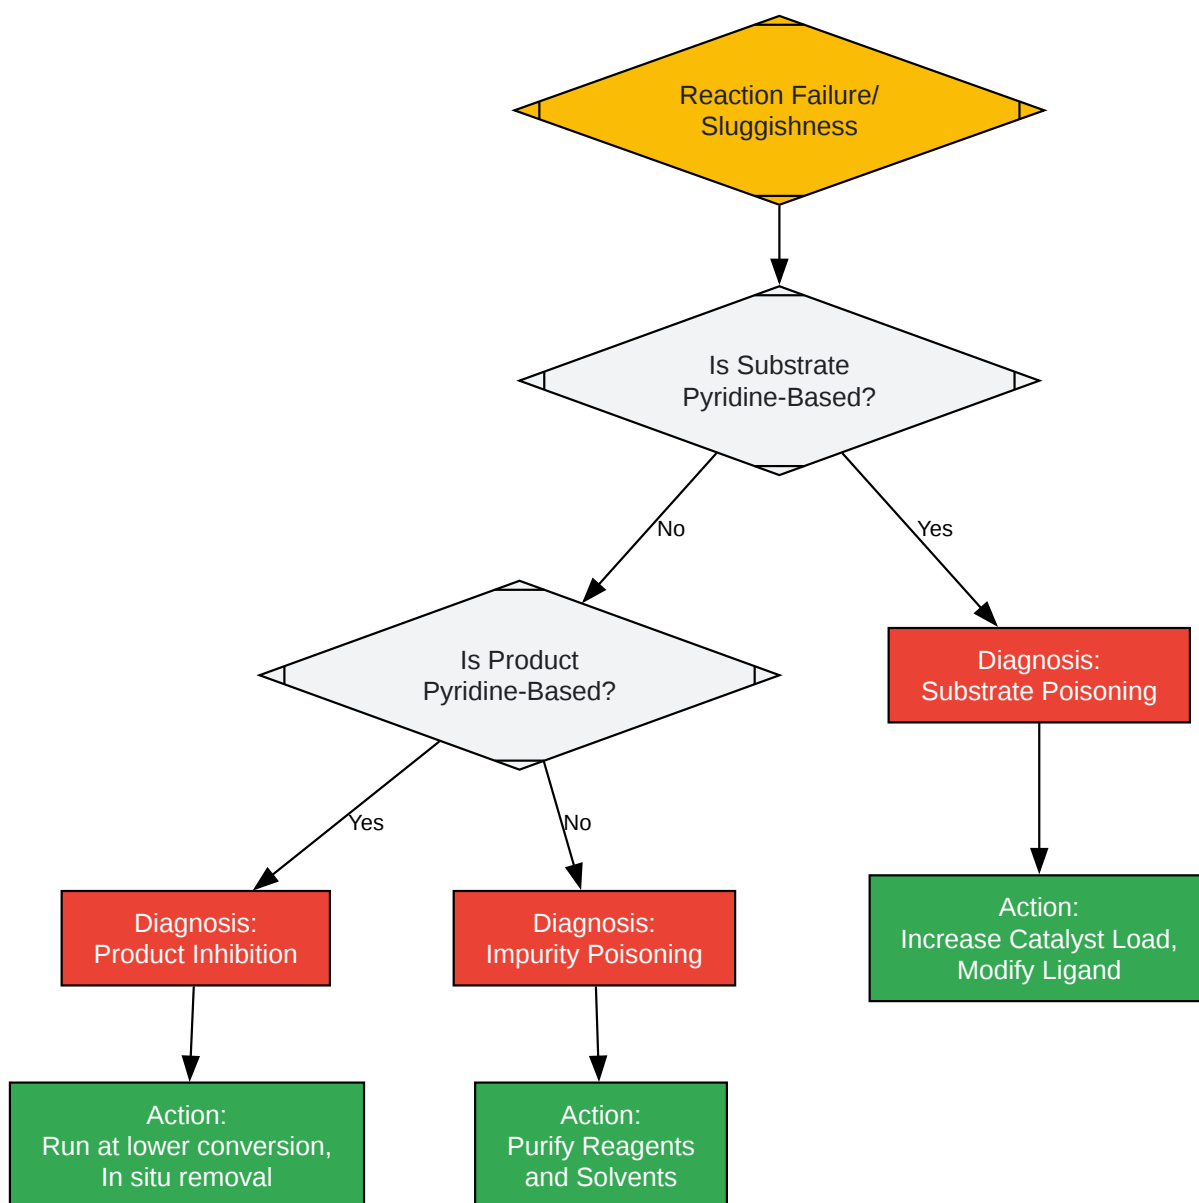 Reaction Failure/
Sluggishness
Is Substrate
Pyridine-Based?
No
Yes
Is Product
Pyridine-Based?
Diagnosis:
Substrate Poisoning
Yes
No
Action:
Increase Catalyst Load,
Modify Ligand
Diagnosis:
Product Inhibition
Diagnosis:
Impurity Poisoning
Action:
Run at lower conversion,
In situ removal
Action:
Purify Reagents
and Solvents